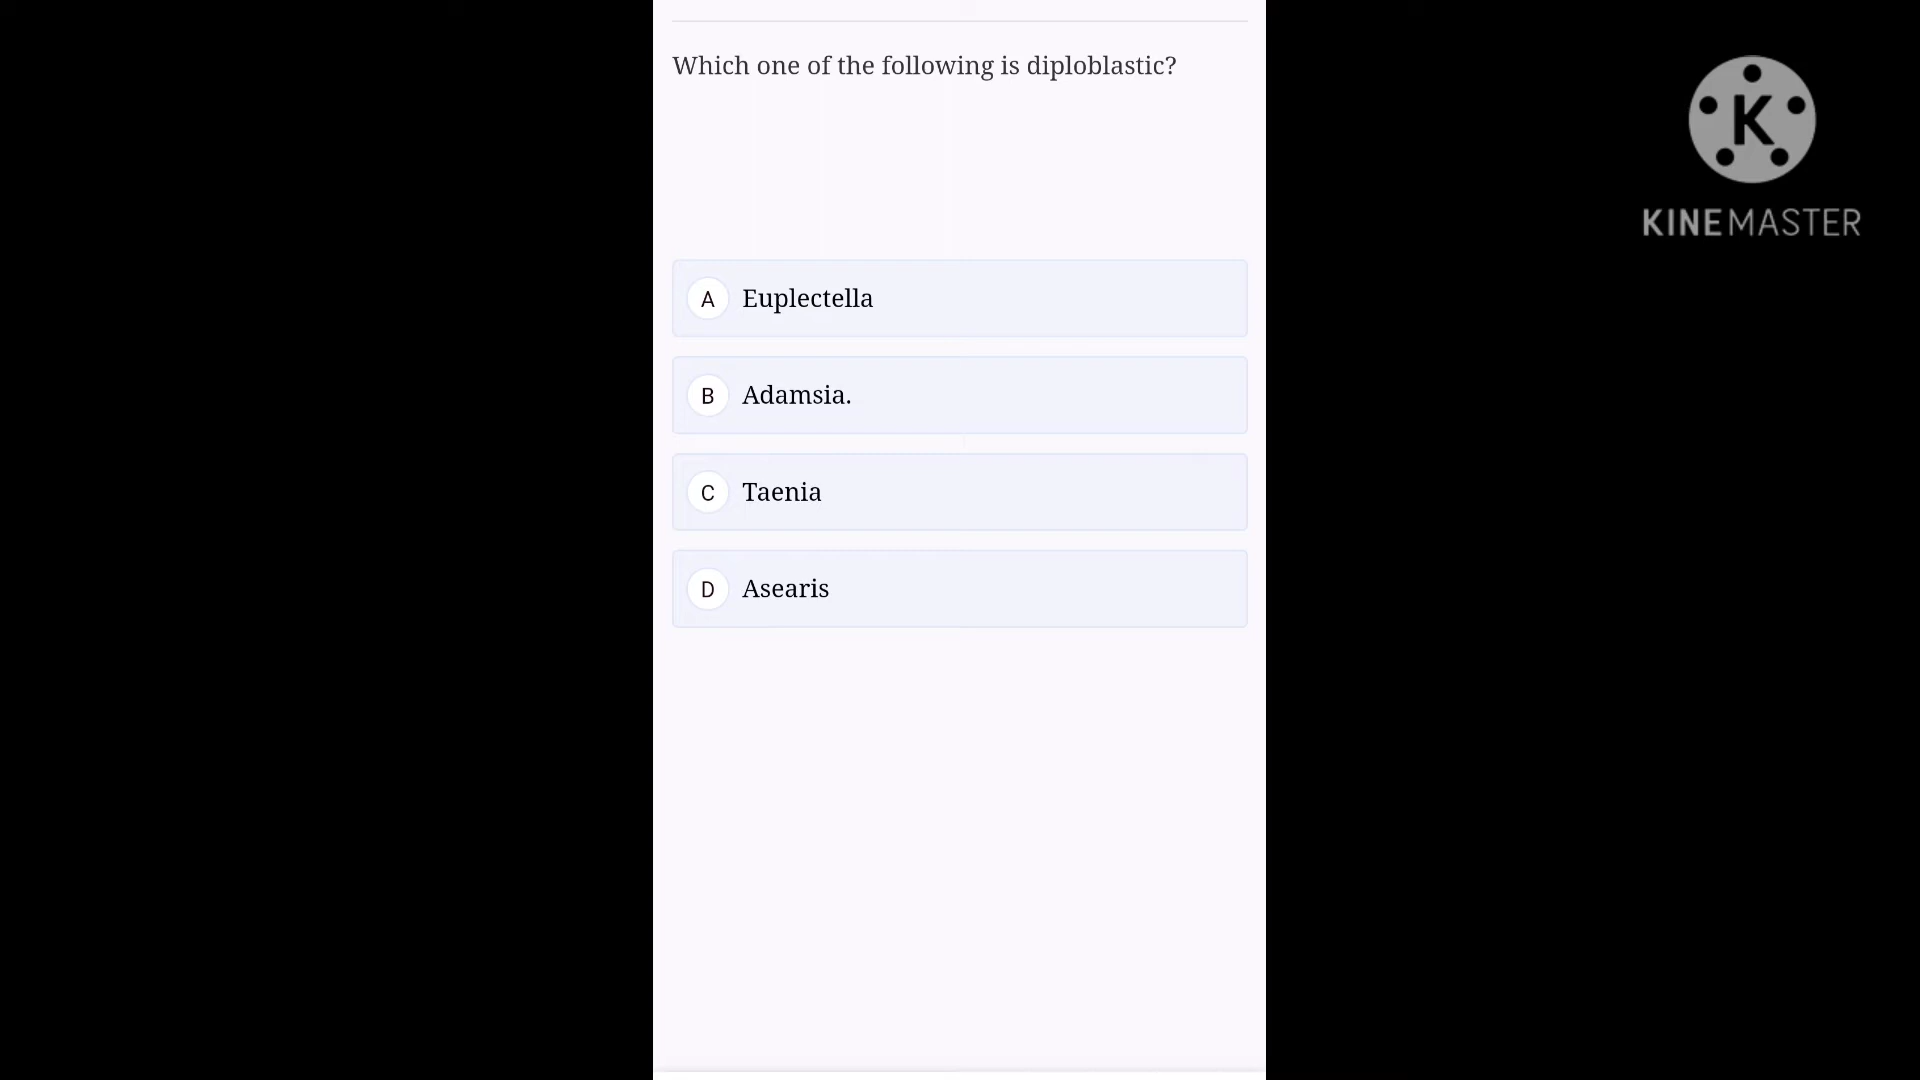 Which one of the following is diploblastic?
K
KINEMASTER
A Euplectella
B Adamsia.
C Taenia
D Asearis